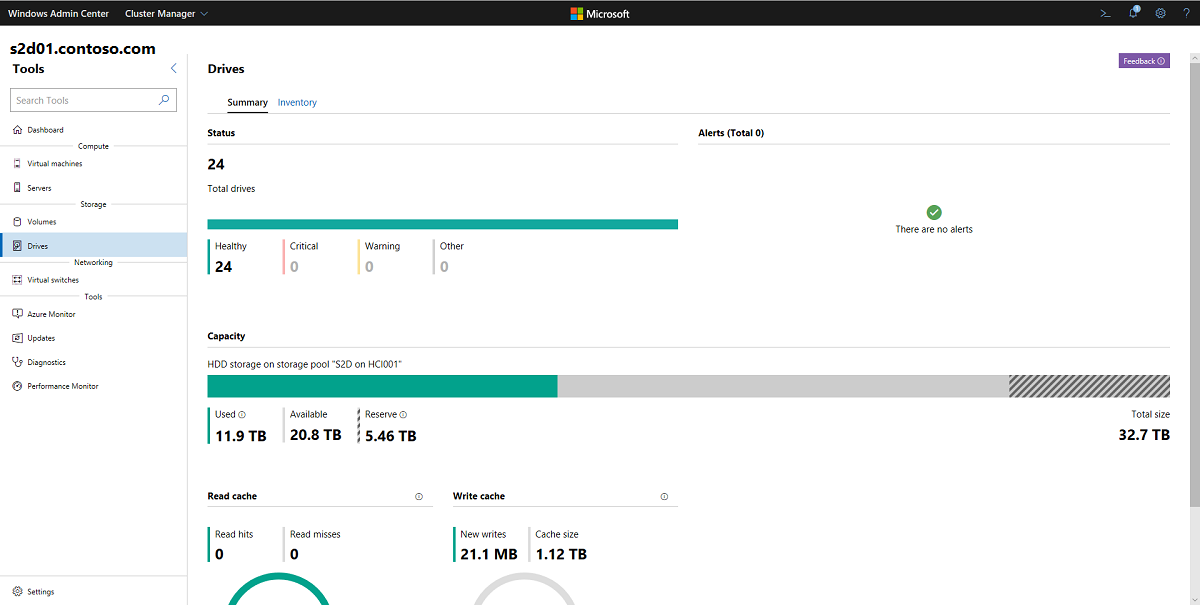 Windows Admin Center Cluster Manager Microsoft 1 ?
s2d01.contoso.com
Tools
Search Tools
Dashboard
Compute
Virtual machines
Servers
Storage
Volumes
Drives
Networking
Virtual switches
Tools
Azure Monitor
Updates
Diagnostics
Performance Monitor
Settings
Drives
Feedback
Summary Inventory
Status
24
Total drives
Healthy Critical Warning Other
24 0 0 0
Alerts (Total 0)
There are no alerts
Capacity
HDD storage on storage pool "S2D on HCI001"
Used Available Reserve Total size
11.9 TB 20.8 TB 5.46 TB 32.7 TB
Read cache
Read hits Read misses
0 0
Write cache
New writes Cache size
21.1 MB 1.12 TB